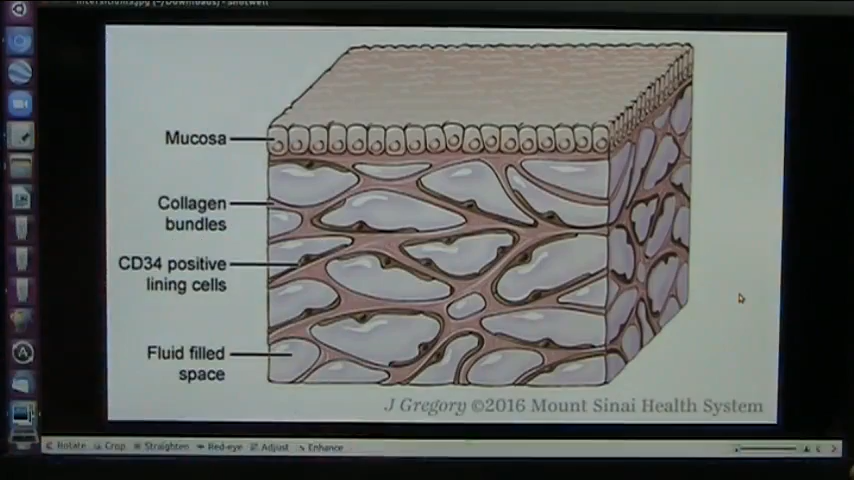 Mucosa
Collagen
bundles
CD34 positive
lining cells
Fluid filled
space
J Gregory ©2016 Mount Sinai Health System
Rotate Crop Straighten Red-eye Adjust Enhance